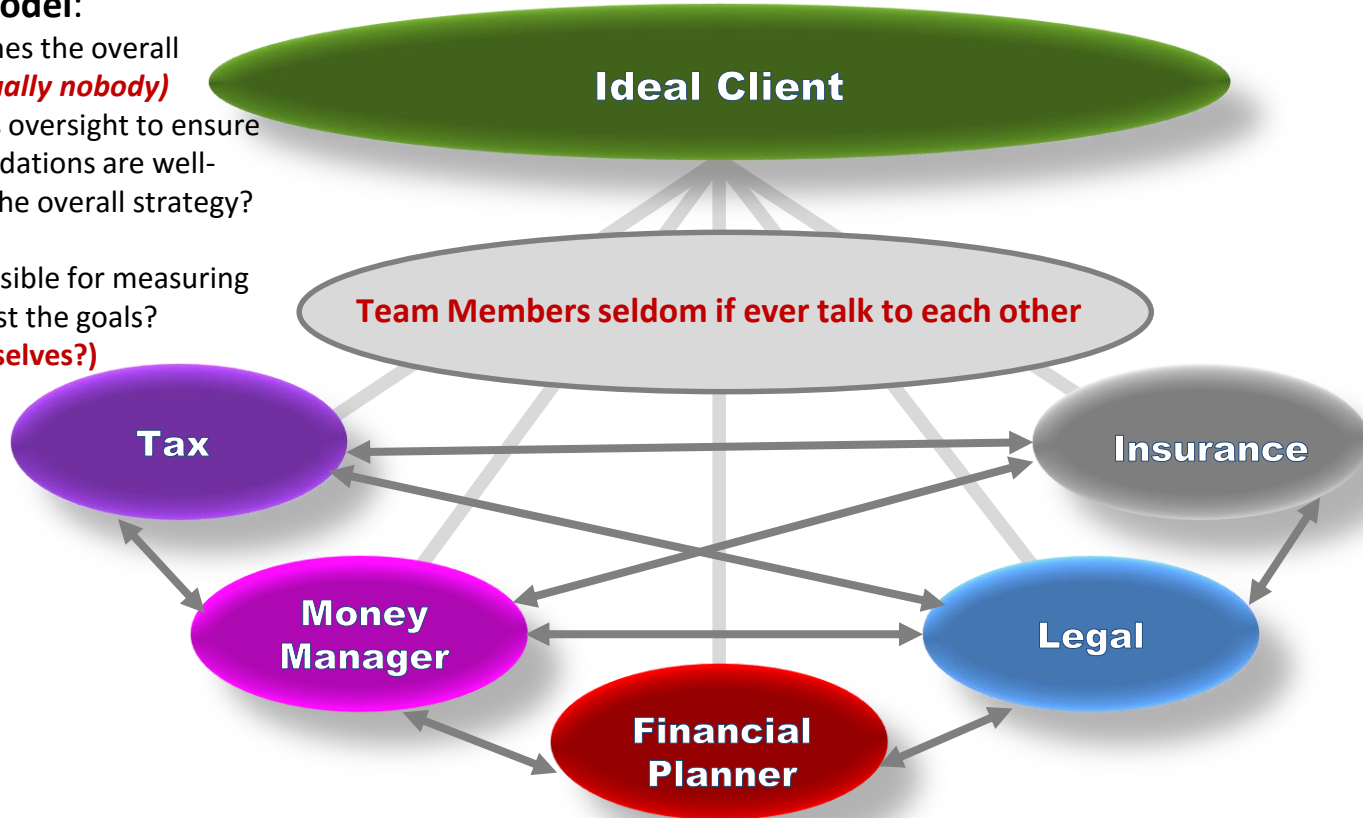 odel:
nes the overall
ually nobody)
s oversight to ensure
dations are well-
he overall strategy?
sible for measuring
st the goals?
selves?)
Ideal Client
Team Members seldom if ever talk to each other
Tax
Insurance
Money
Manager
Legal
Financial
Planner